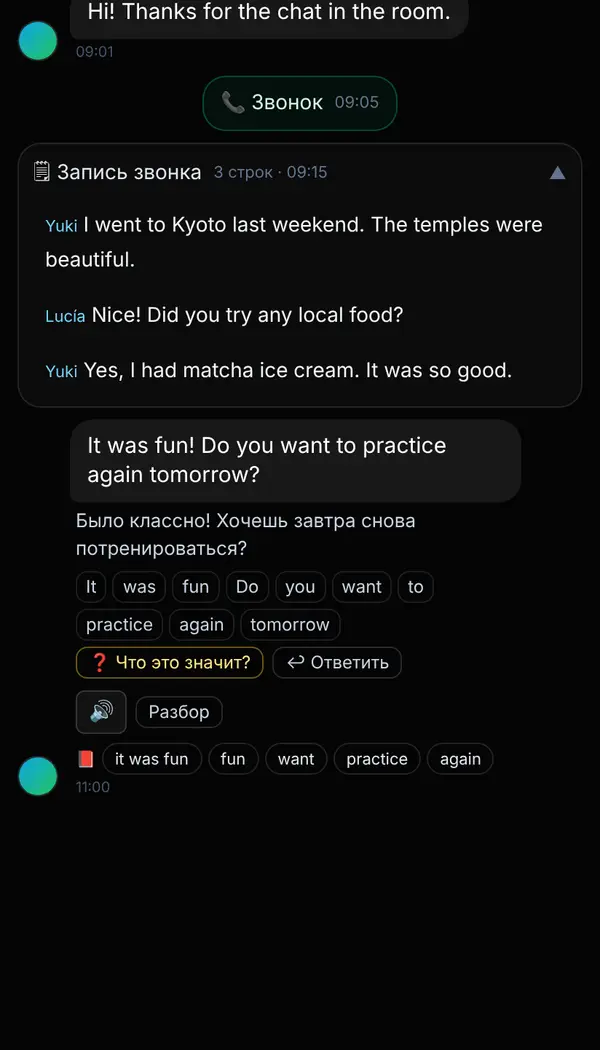 Hi! Thanks for the chat in the room.
09:01
Звонок 09:05
Запись звонка 3 строк · 09:15
Yuki I went to Kyoto last weekend. The temples were
beautiful.
Lucía Nice! Did you try any local food?
Yuki Yes, I had matcha ice cream. It was so good.
It was fun! Do you want to practice
again tomorrow?
Было классно! Хочешь завтра снова
потренироваться?
It was fun Do you want to
practice again tomorrow
❓ Что это значит? ↩ Ответить
Разбор
it was fun fun want practice again
11:00